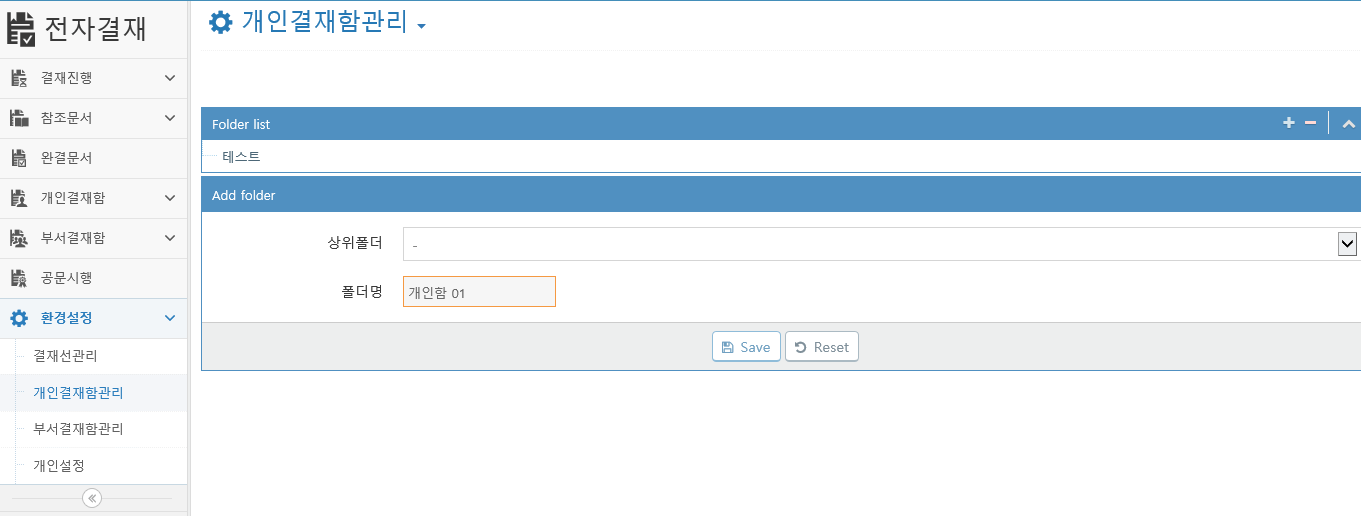 전자결재
결재진행
참조문서
완결문서
개인결재함
부서결재함
공문시행
환경설정
결재선관리
개인결재함관리
부서결재함관리
개인설정
개인결재함관리
Folder list
테스트
Add folder
상위폴더 -
폴더명 개인함 01
Save Reset